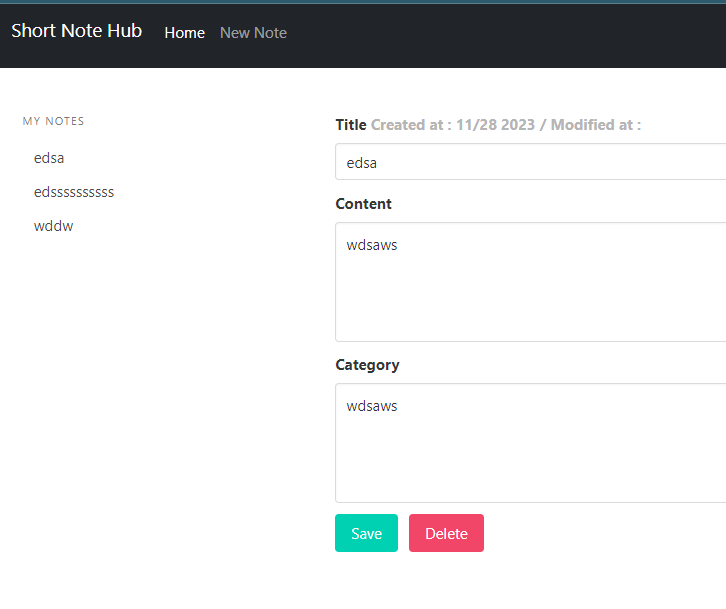 Short Note Hub Home New Note
MY NOTES
edsa
edssssssssss
wddw
Title Created at : 11/28 2023 / Modified at :
edsa
Content
wdsaws
Category
wdsaws
Save Delete